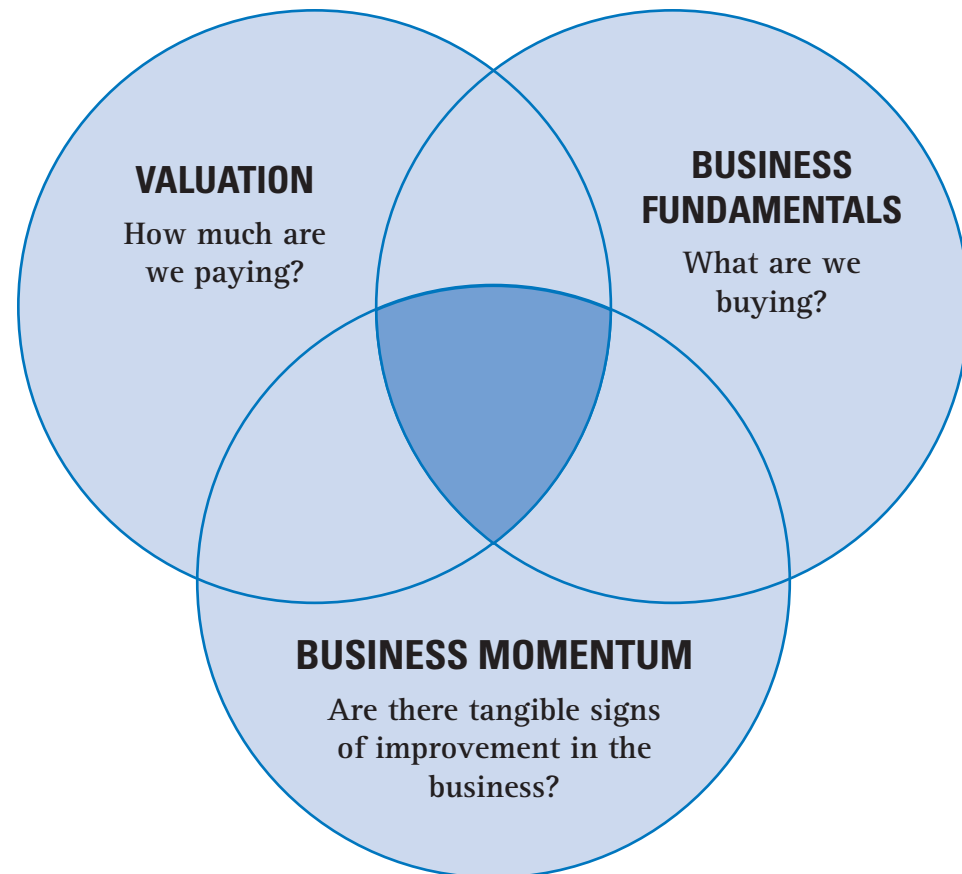 VALUATION
How much are
we paying?
BUSINESS
FUNDAMENTALS
What are we
buying?
BUSINESS MOMENTUM
Are there tangible signs
of improvement in the
business?